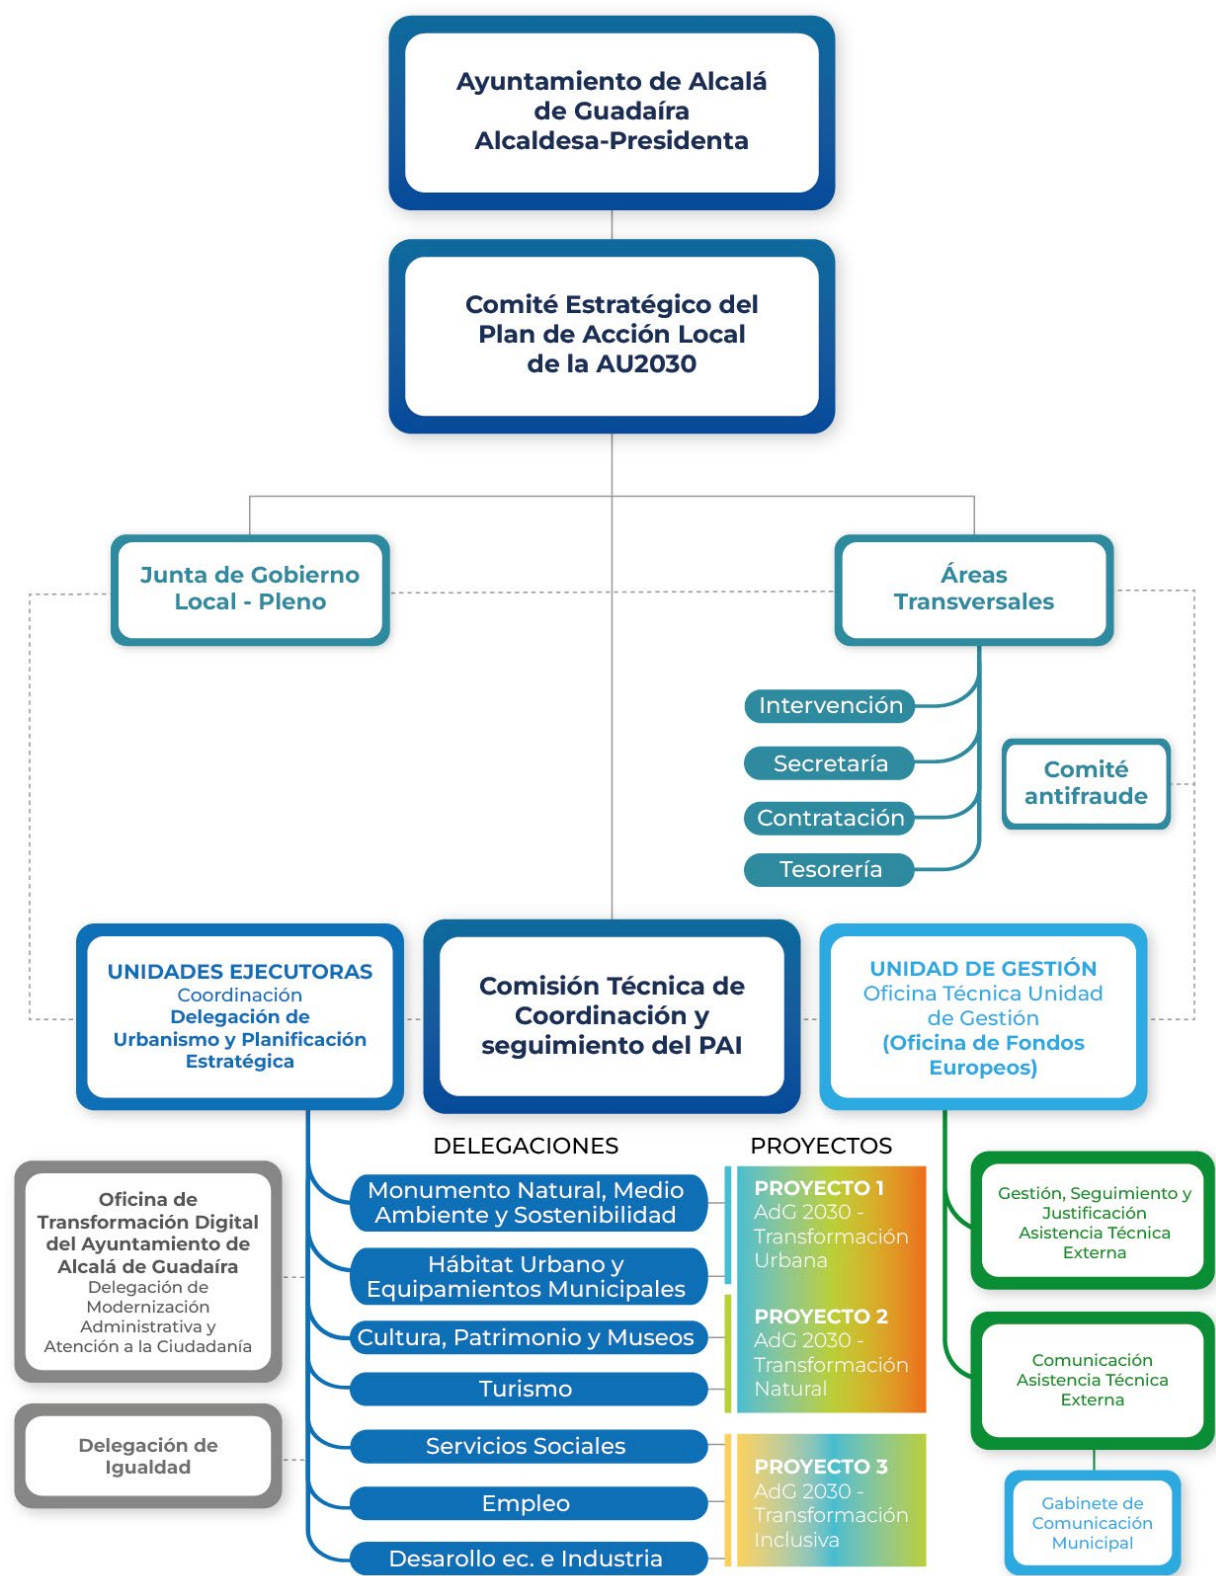 Ayuntamiento de Alcalá
de Guadaíra
Alcaldesa-Presidenta
Comité Estratégico del
Plan de Acción Local
de la AU2030
Junta de Gobierno
Local - Pleno
Áreas
Transversales
Intervención
Secretaría
Contratación
Tesorería
Comité
antifraude
UNIDADES EJECUTORAS
Coordinación
Delegación de
Urbanismo y Planificación
Estratégica
Comisión Técnica de
Coordinación y
seguimiento del PAI
UNIDAD DE GESTIÓN
Oficina Técnica Unidad
de Gestión
(Oficina de Fondos
Europeos)
Oficina de
Transformación Digital
del Ayuntamiento de
Alcalá de Guadaíra
Delegación de
Modernización
Administrativa y
Atención a la Ciudadanía
Delegación de
Igualdad
DELEGACIONES
Monumento Natural, Medio
Ambiente y Sostenibilidad
Hábitat Urbano y
Equipamientos Municipales
Cultura, Patrimonio y Museos
Turismo
Servicios Sociales
Empleo
Desarollo ec. e Industria
PROYECTOS
PROYECTO 1
AdG 2030 -
Transformación
Urbana
PROYECTO 2
AdG 2030 -
Transformación
Natural
PROYECTO 3
AdG 2030 -
Transformación
Inclusiva
Gestión, Seguimiento y
Justificación
Asistencia Técnica
Externa
Comunicación
Asistencia Técnica
Externa
Gabinete de
Comunicación
Municipal